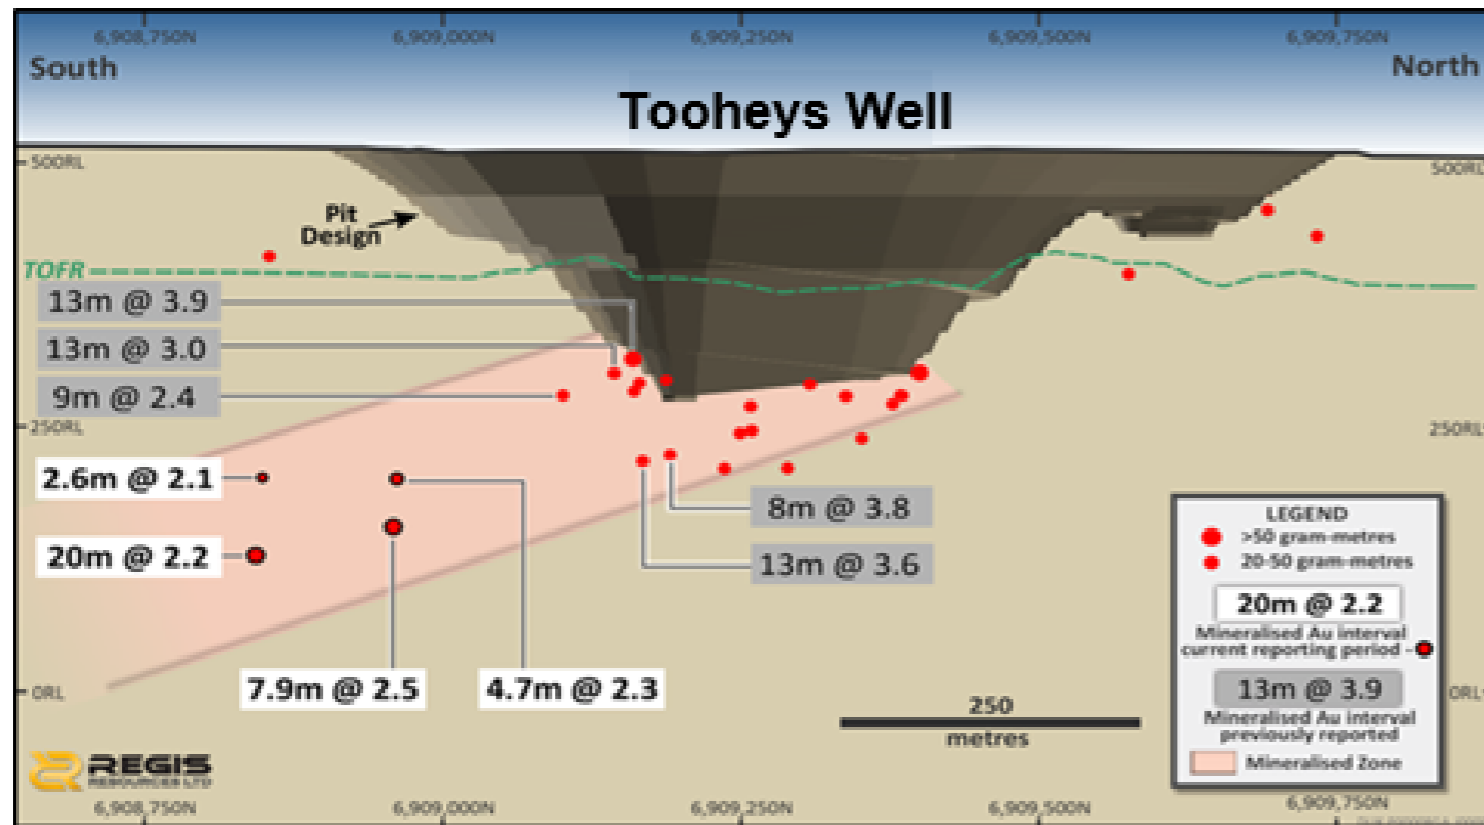 6,908,750N 6,909,000N 6,909,250N 6,909,500N 6,909,750N
South
North
Tooheys Well
500RL
500RL
Pit
Design
TOFR
13m @ 3.9
13m @ 3.0
9m @ 2.4
250RL
250RL
2.6m @ 2.1
20m @ 2.2
8m @ 3.8
13m @ 3.6
7.9m @ 2.5
4.7m @ 2.3
0RL
0RL
250
metres
LEGEND
>50 gram-metres
20-50 gram-metres
20m @ 2.2
Mineralised Au interval
current reporting period -
13m @ 3.9
Mineralised Au interval
previously reported
Mineralised Zone
REGIS
RESOURCES LTD
6,908,750N 6,909,000N 6,909,250N 6,909,500N 6,909,750N